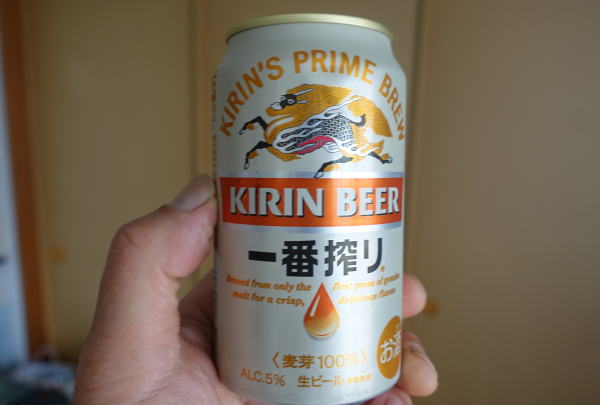 KIRIN'S PRIME BREW
KIRIN BEER
一番搾り
Brewed from only the first press of genuine
malt for a crisp, delicious flavor.
〈麦芽100%〉
お酒
ALC.5% 生ビール